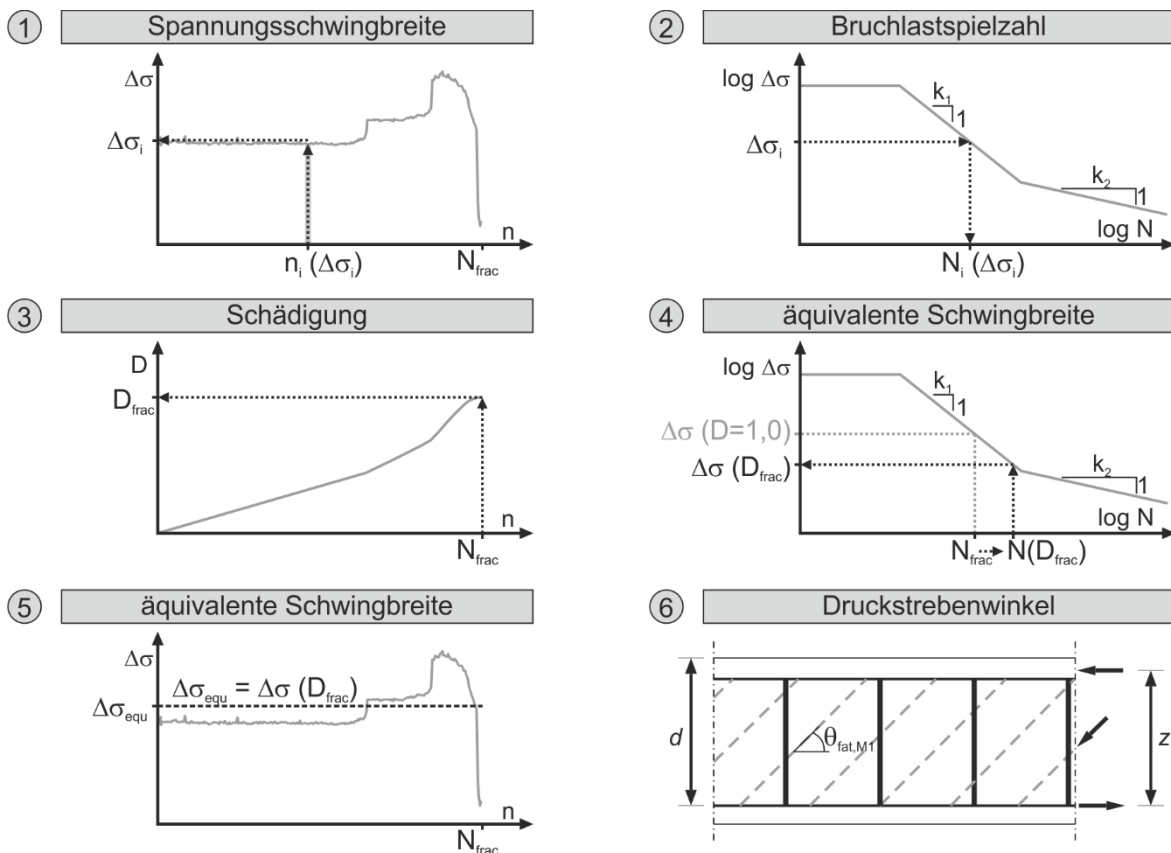 1 Spannungsschwingbreite
Δσ
Δσi
n
ni (Δσi)
Nfrac
2 Bruchlastspielzahl
log Δσ
k1
1
Δσi
k2
1
log N
Ni (Δσi)
3 Schädigung
D
Dfrac
n
Nfrac
4 äquivalente Schwingbreite
log Δσ
k1
1
Δσ (D=1,0)
Δσ (Dfrac)
k2
1
log N
Nfrac N(Dfrac)
5 äquivalente Schwingbreite
Δσ
Δσequ = Δσ (Dfrac)
Δσequ
n
Nfrac
6 Druckstrebenwinkel
d
θfat,M1
z